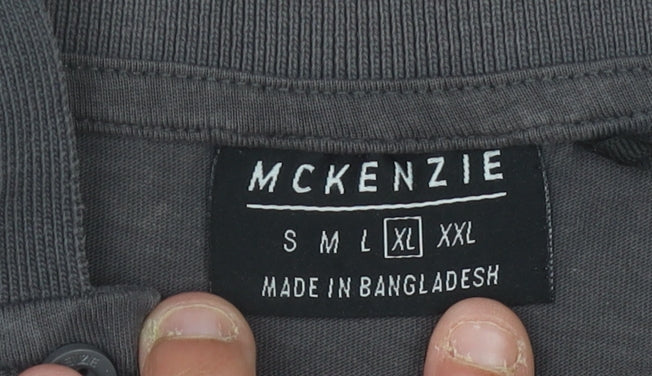 MCKENZIE
S M L XL XXL
MADE IN BANGLADESH